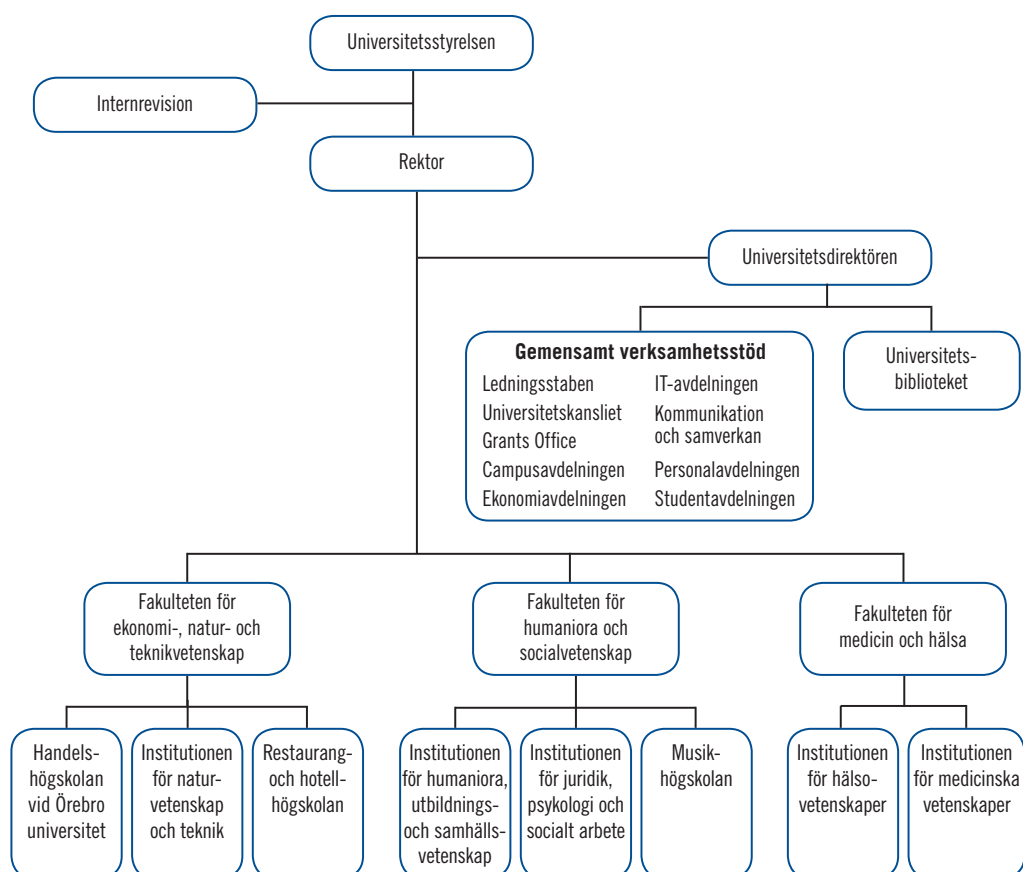 Universitetsstyrelsen
Internrevision
Rektor
Universitetsdirektören
Gemensamt verksamhetsstöd
Ledningsstaben
Universitetskansliet
Grants Office
Campusavdelningen
Ekonomiavdelningen
IT-avdelningen
Kommunikation
och samverkan
Personalavdelningen
Studentavdelningen
Universitets-
biblioteket
Fakulteten för
ekonomi-, natur- och
teknikvetenskap
Fakulteten för
humaniora och
socialvetenskap
Fakulteten för
medicin och hälsa
Handels-
högskolan
vid Örebro
universitet
Institutionen
för natur-
vetenskap
och teknik
Restaurang-
och hotell-
högskolan
Institutionen
för humaniora,
utbildnings-
och samhälls-
vetenskap
Institutionen
för juridik,
psykologi och
socialt arbete
Musik-
högskolan
Institutionen
för hälso-
vetenskaper
Institutionen
för medicinska
vetenskaper